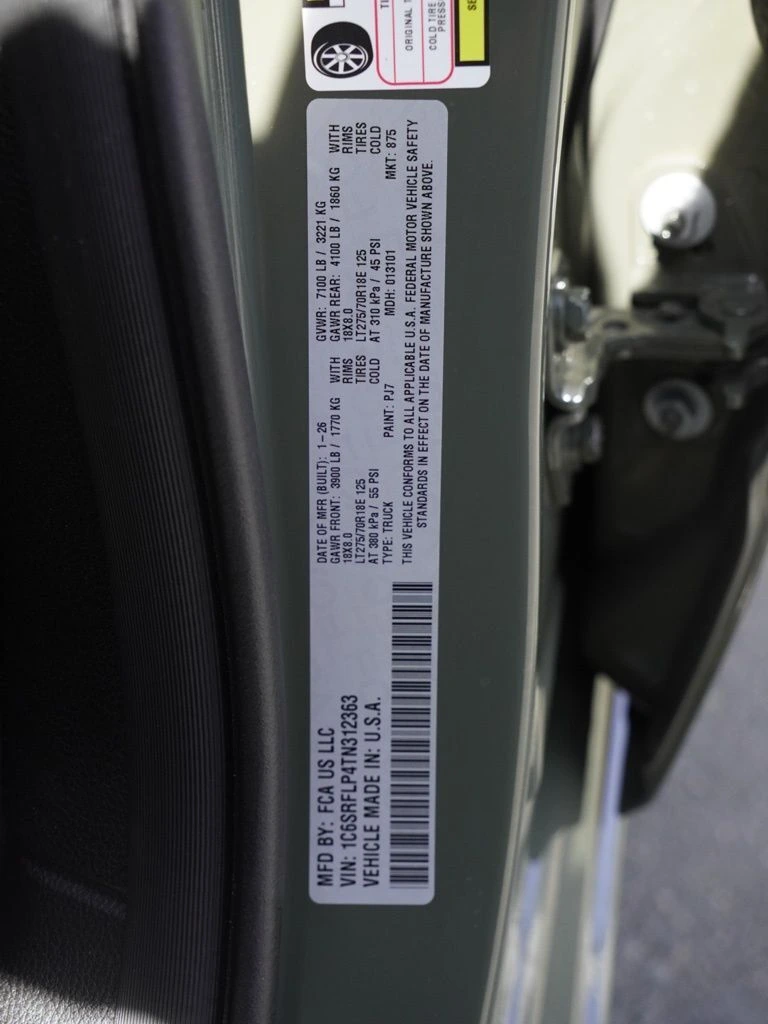 MFD BY: FCA US LLC
VIN: 1C6SRFLP4TN312363
VEHICLE MADE IN: U.S.A.
DATE OF MFR (BUILT): 1-26
GAWR FRONT: 3900 LB / 1770 KG WITH
18X8.0 RIMS
LT275/70R18E 125 TIRES
AT 380 kPa / 55 PSI COLD
TYPE: TRUCK PAINT: PJ7
GVWR: 7100 LB / 3221 KG
GAWR REAR: 4100 LB / 1860 KG WITH
18X8.0 RIMS
LT275/70R18E 125 TIRES
AT 310 kPa / 45 PSI COLD
MDH: 013101 MKT: 875
THIS VEHICLE CONFORMS TO ALL APPLICABLE U.S.A. FEDERAL MOTOR VEHICLE SAFETY
STANDARDS IN EFFECT ON THE DATE OF MANUFACTURE SHOWN ABOVE.
ORIGINAL
COLD TIRE
PRESS